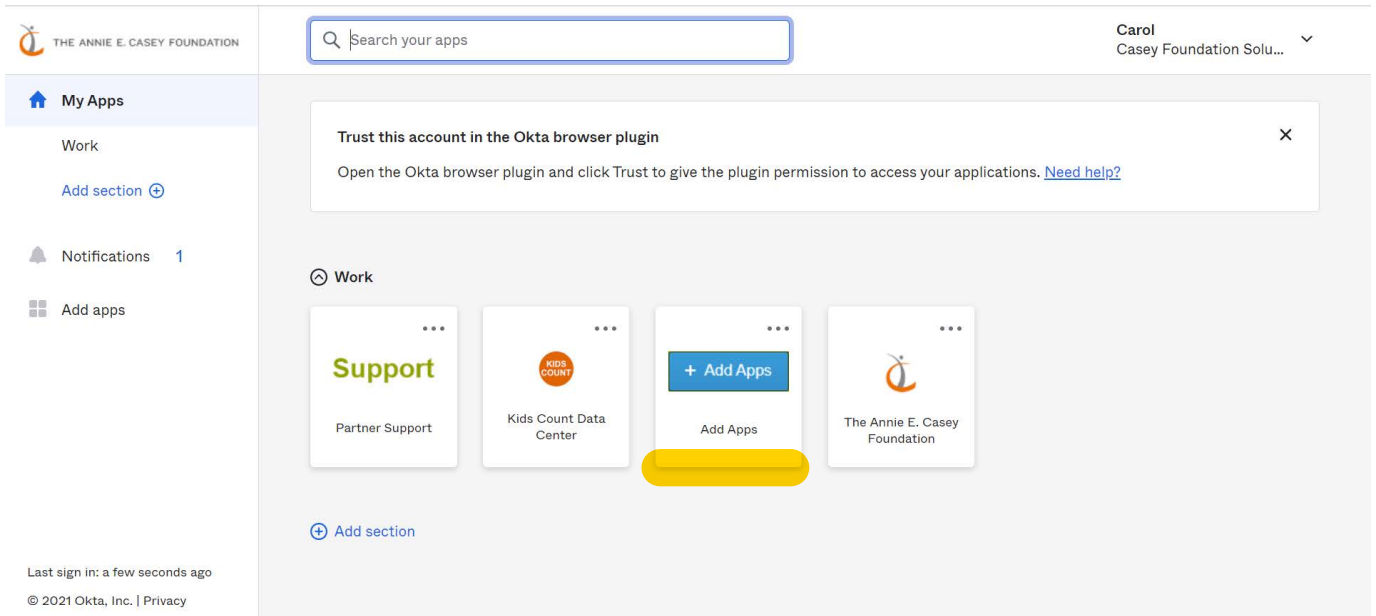 THE ANNIE E. CASEY FOUNDATION
Search your apps
Carol
Casey Foundation Solu...
My Apps
Work
Add section
Notifications 1
Add apps
Trust this account in the Okta browser plugin
Open the Okta browser plugin and click Trust to give the plugin permission to access your applications. Need help?
Work
Support
Partner Support
KIDS
COUNT
Kids Count Data
Center
+ Add Apps
Add Apps
The Annie E. Casey
Foundation
Add section
Last sign in: a few seconds ago
© 2021 Okta, Inc. | Privacy